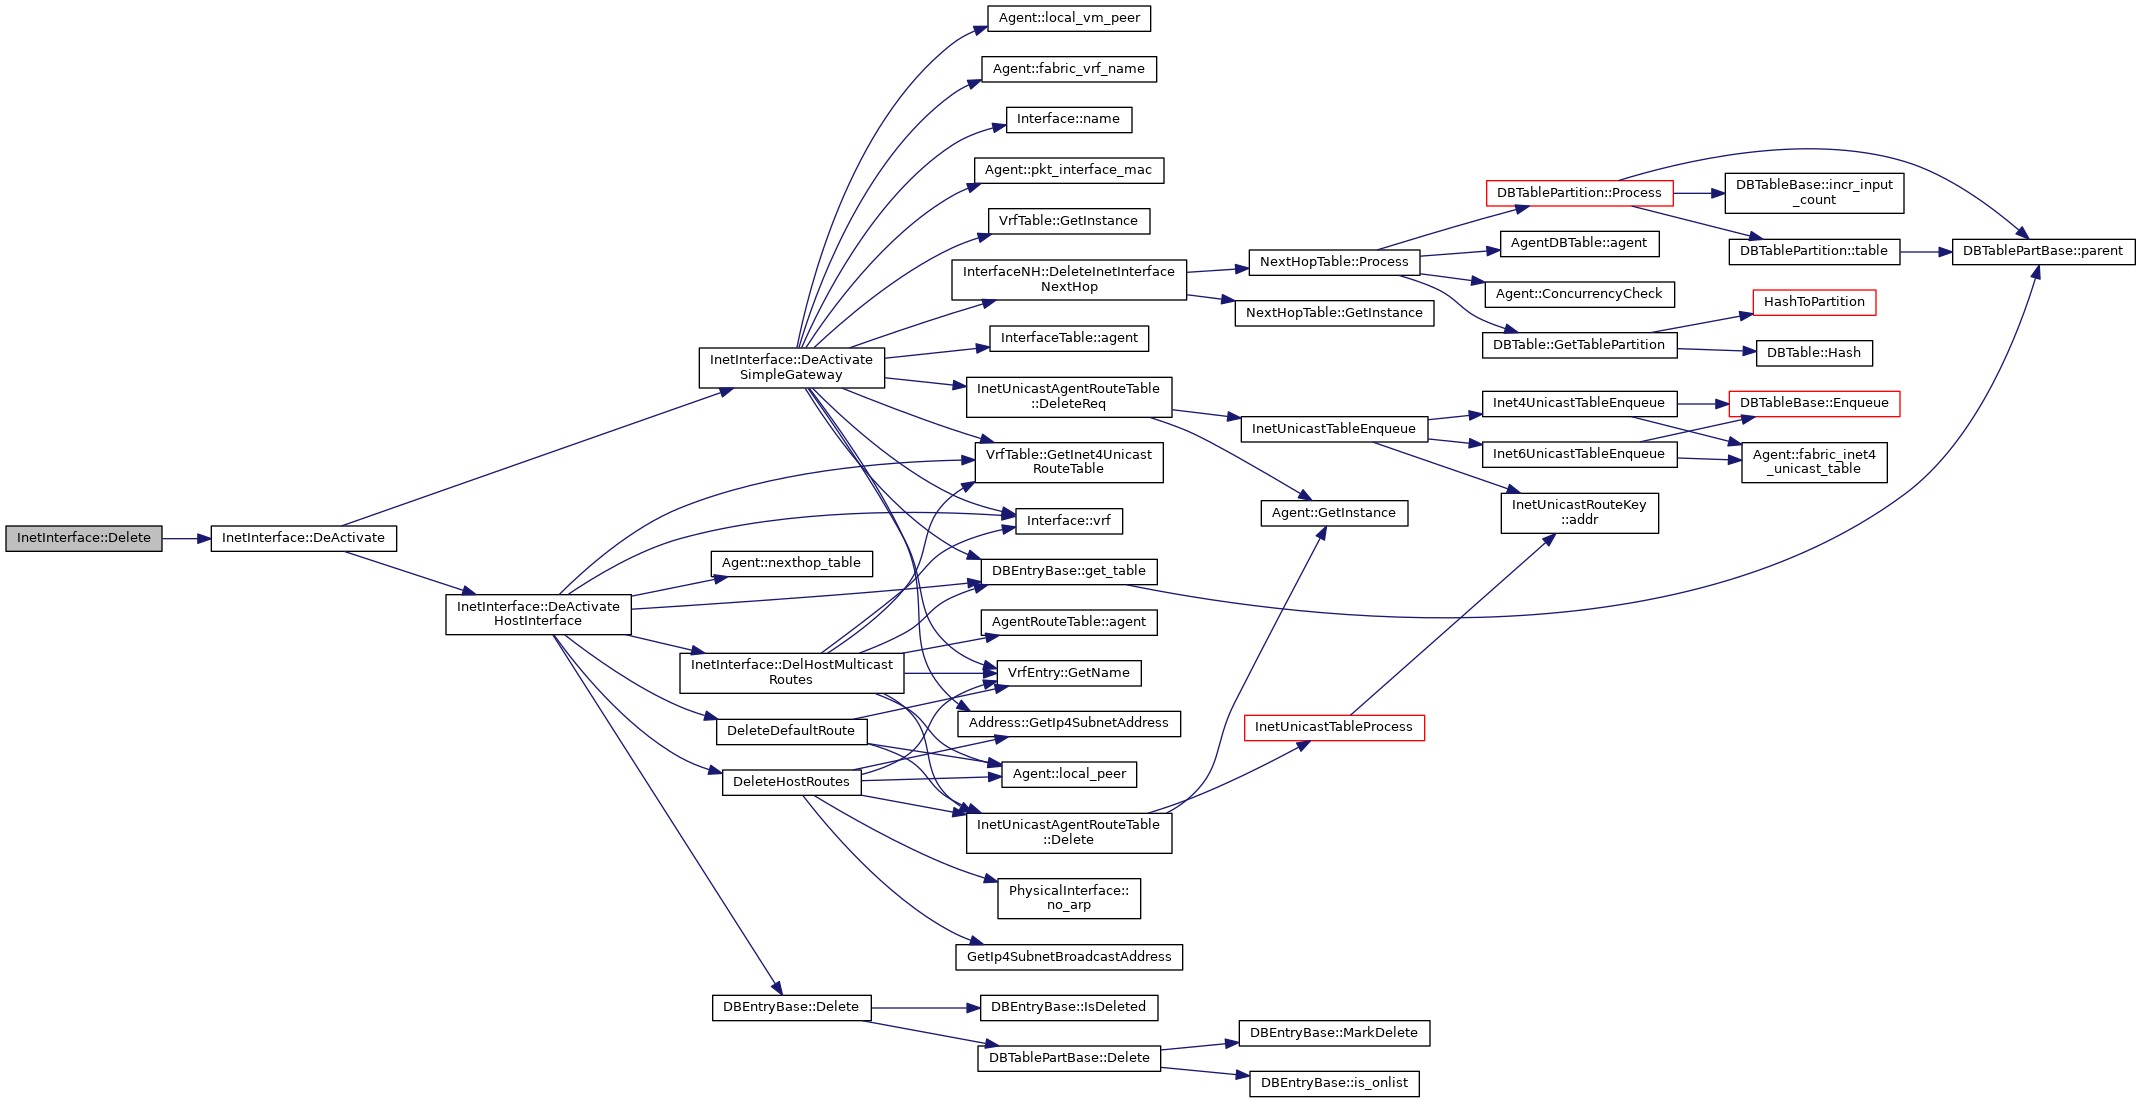 InetInterface::Delete
InetInterface::DeActivate
InetInterface::DeActivate
SimpleGateway
InetInterface::DeActivate
HostInterface
Agent::nexthop_table
InetInterface::DelHostMulticast
Routes
DeleteDefaultRoute
DeleteHostRoutes
DBEntryBase::Delete
Agent::local_vm_peer
Agent::fabric_vrf_name
Interface::name
Agent::pkt_interface_mac
VrfTable::GetInstance
InterfaceNH::DeleteInetInterface
NextHop
InterfaceTable::agent
InetUnicastAgentRouteTable
::DeleteReq
VrfTable::GetInet4Unicast
RouteTable
Interface::vrf
DBEntryBase::get_table
AgentRouteTable::agent
VrfEntry::GetName
Address::GetIp4SubnetAddress
Agent::local_peer
InetUnicastAgentRouteTable
::Delete
PhysicalInterface::
no_arp
GetIp4SubnetBroadcastAddress
DBEntryBase::IsDeleted
DBTablePartBase::Delete
NextHopTable::Process
NextHopTable::GetInstance
InetUnicastTableEnqueue
Agent::GetInstance
InetUnicastTableProcess
DBEntryBase::MarkDelete
DBEntryBase::is_onlist
DBTablePartition::Process
AgentDBTable::agent
Agent::ConcurrencyCheck
DBTable::GetTablePartition
Inet4UnicastTableEnqueue
Inet6UnicastTableEnqueue
InetUnicastRouteKey
::addr
DBTableBase::incr_input
_count
DBTablePartition::table
HashToPartition
DBTable::Hash
DBTableBase::Enqueue
Agent::fabric_inet4
_unicast_table
DBTablePartBase::parent